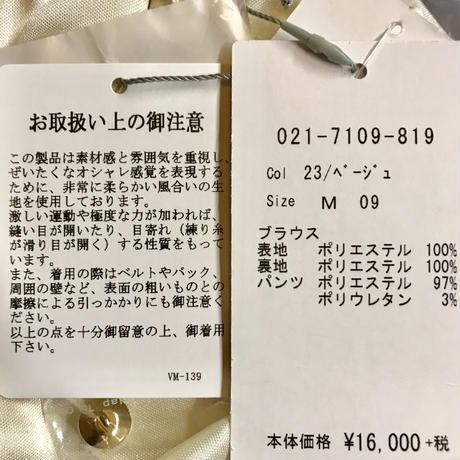 お取扱い上の御注意
この製品は素材感と雰囲気を重視し、
ぜいたくなオシャレ感覚を表現する
ために、非常に柔らかい風合いの生
地を使用しております。
激しい運動や極度な力が加われば、
縫い目が開いたり、目寄れ（練り糸
が滑り目が開く）する性質をもって
います。
また、着用の際はベルトやバック、
周囲の壁など、表面の粗いものとの
摩擦による引っかかりにも御注意く
ださい。
以上の点を十分御留意の上、御着用
下さい。
VM-139
021-7109-819
Col 23/ベージュ
Size M 09
ブラウス
表地 ポリエステル 100%
裏地 ポリエステル 100%
パンツ ポリエステル 97%
ポリウレタン 3%
本体価格 ¥16,000+税